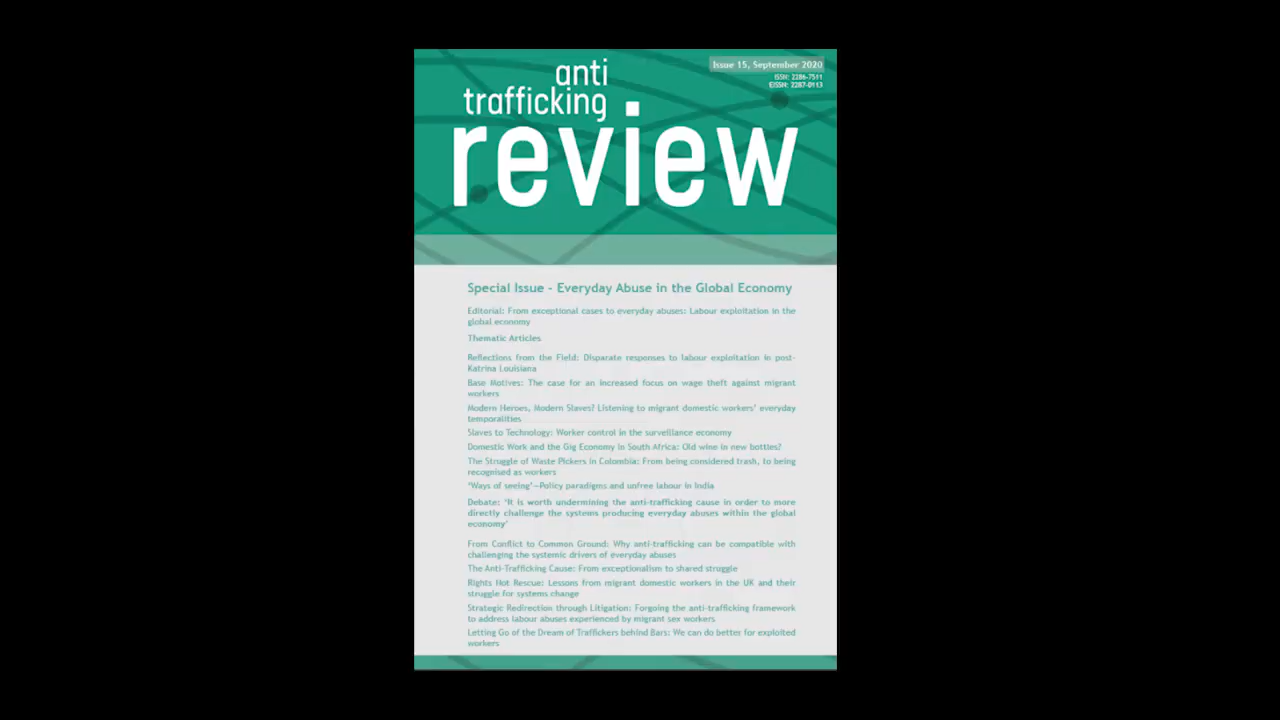 anti
trafficking
review
Issue 15, September 2020
ISSN: 2286-7511
EISSN: 2287-0113
Special Issue - Everyday Abuse in the Global Economy
Editorial: From exceptional cases to everyday abuses: Labour exploitation in the
global economy
Thematic Articles
Reflections from the Field: Disparate responses to labour exploitation in post-
Katrina Louisiana
Base Motives: The case for an increased focus on wage theft against migrant
workers
Modern Heroes, Modern Slaves? Listening to migrant domestic workers' everyday
temporalities
Slaves to Technology: Worker control in the surveillance economy
Domestic Work and the Gig Economy in South Africa: Old wine in new bottles?
The Struggle of Waste Pickers in Colombia: From being considered trash, to being
recognised as workers
'Ways of seeing'—Policy paradigms and unfree labour in India
Debate: 'It is worth undermining the anti-trafficking cause in order to more
directly challenge the systems producing everyday abuses within the global
economy'
From Conflict to Common Ground: Why anti-trafficking can be compatible with
challenging the systemic drivers of everyday abuses
The Anti-Trafficking Cause: From exceptionalism to shared struggle
Rights Not Rescue: Lessons from migrant domestic workers in the UK and their
struggle for systems change
Strategic Redirection through Litigation: Forgoing the anti-trafficking framework
to address labour abuses experienced by migrant sex workers
Letting Go of the Dream of Traffickers behind Bars: We can do better for exploited
workers